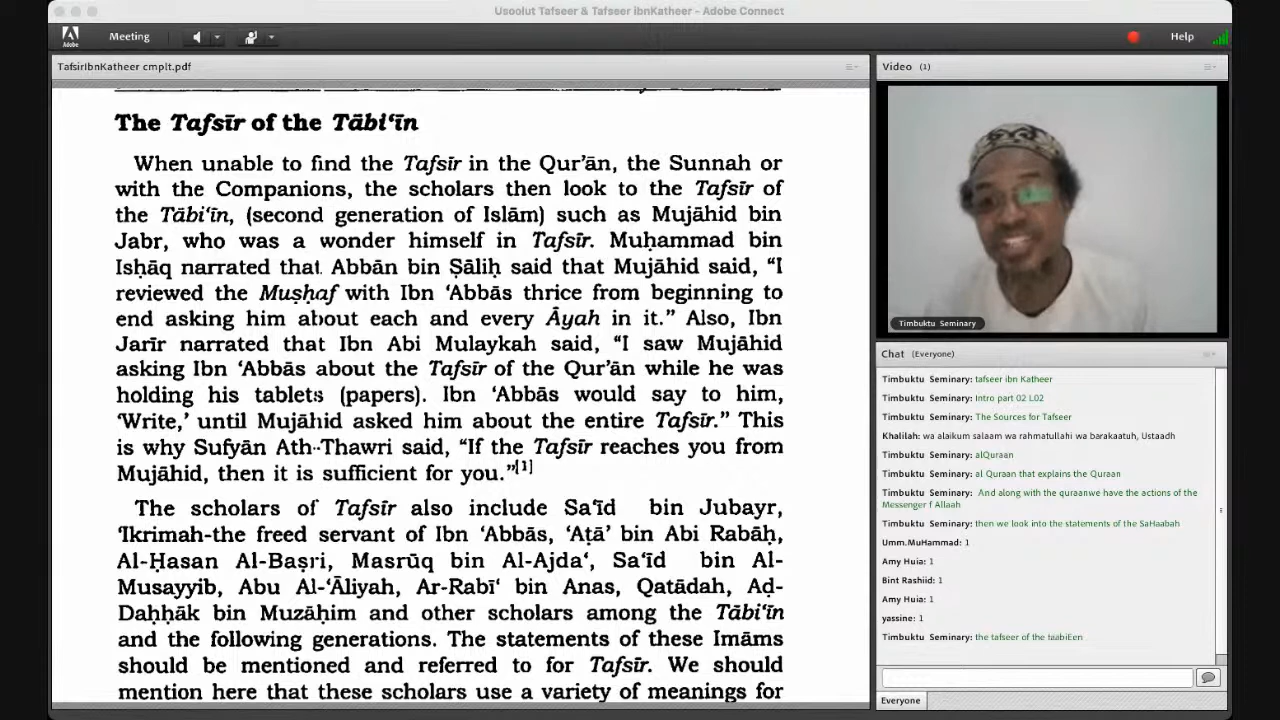 Usoolut Tafseer & Tafseer ibnKatheer - Adobe Connect
Adobe
Meeting
Help
TafsirIbnKatheer cmplt.pdf
The Tafsīr of the Tābi‘īn
When unable to find the Tafsīr in the Qur’ān, the Sunnah or
with the Companions, the scholars then look to the Tafsīr of
the Tābi‘īn, (second generation of Islām) such as Mujāhid bin
Jabr, who was a wonder himself in Tafsīr. Muḥammad bin
Isḥāq narrated that Abbān bin Ṣāliḥ said that Mujāhid said, “I
reviewed the Muṣḥaf with Ibn ‘Abbās thrice from beginning to
end asking him about each and every Āyah in it.” Also, Ibn
Jarīr narrated that Ibn Abi Mulaykah said, “I saw Mujāhid
asking Ibn ‘Abbās about the Tafsīr of the Qur’ān while he was
holding his tablets (papers). Ibn ‘Abbās would say to him,
‘Write,’ until Mujāhid asked him about the entire Tafsīr.” This
is why Sufyān Ath-Thawri said, “If the Tafsīr reaches you from
Mujāhid, then it is sufficient for you.”[1]
The scholars of Tafsīr also include Sa‘īd bin Jubayr,
‘Ikrimah-the freed servant of Ibn ‘Abbās, ‘Aṭā’ bin Abi Rabāḥ,
Al-Ḥasan Al-Baṣri, Masrūq bin Al-Ajda‘, Sa‘īd bin Al-
Musayyib, Abu Al-‘Āliyah, Ar-Rabī‘ bin Anas, Qatādah, Aḍ-
Ḍaḥḥāk bin Muzāḥim and other scholars among the Tābi‘īn
and the following generations. The statements of these Imāms
should be mentioned and referred to for Tafsīr. We should
mention here that these scholars use a variety of meanings for
Video (1)
Timbuktu Seminary
Chat (Everyone)
Timbuktu Seminary: tafseer ibn Katheer
Timbuktu Seminary: Intro part 02 L02
Timbuktu Seminary: The Sources for Tafseer
Khalilah: wa alaikum salaam wa rahmatullahi wa barakaatuh, Ustaadh
Timbuktu Seminary: alQuraan
Timbuktu Seminary: al Quraan that explains the Quraan
Timbuktu Seminary: And along with the quraanwe have the actions of the
Messenger f Allaah
Timbuktu Seminary: then we look into the statements of the SaHaabah
Umm.MuHammad: 1
Amy Huia: 1
Bint Rashiid: 1
Amy Huia: 1
yassine: 1
Timbuktu Seminary: the tafseer of the taabiEen
Everyone